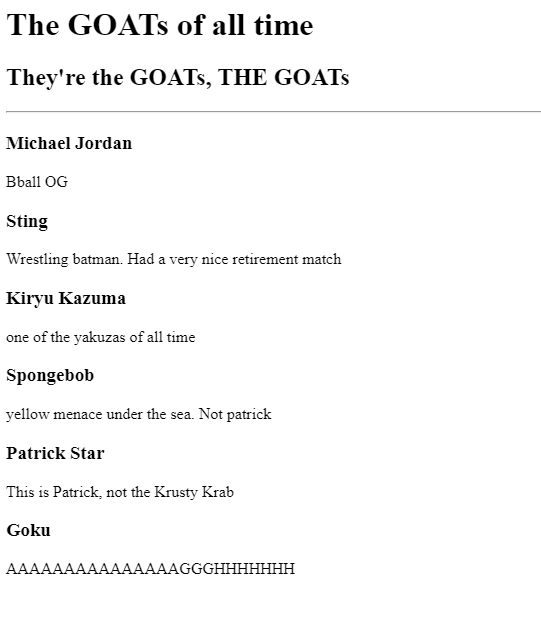 The GOATs of all time
They're the GOATs, THE GOATs
Michael Jordan
Bball OG
Sting
Wrestling batman. Had a very nice retirement match
Kiryu Kazuma
one of the yakuzas of all time
Spongebob
yellow menace under the sea. Not patrick
Patrick Star
This is Patrick, not the Krusty Krab
Goku
AAAAAAAAAAAAAAAGGGHHHHHHH